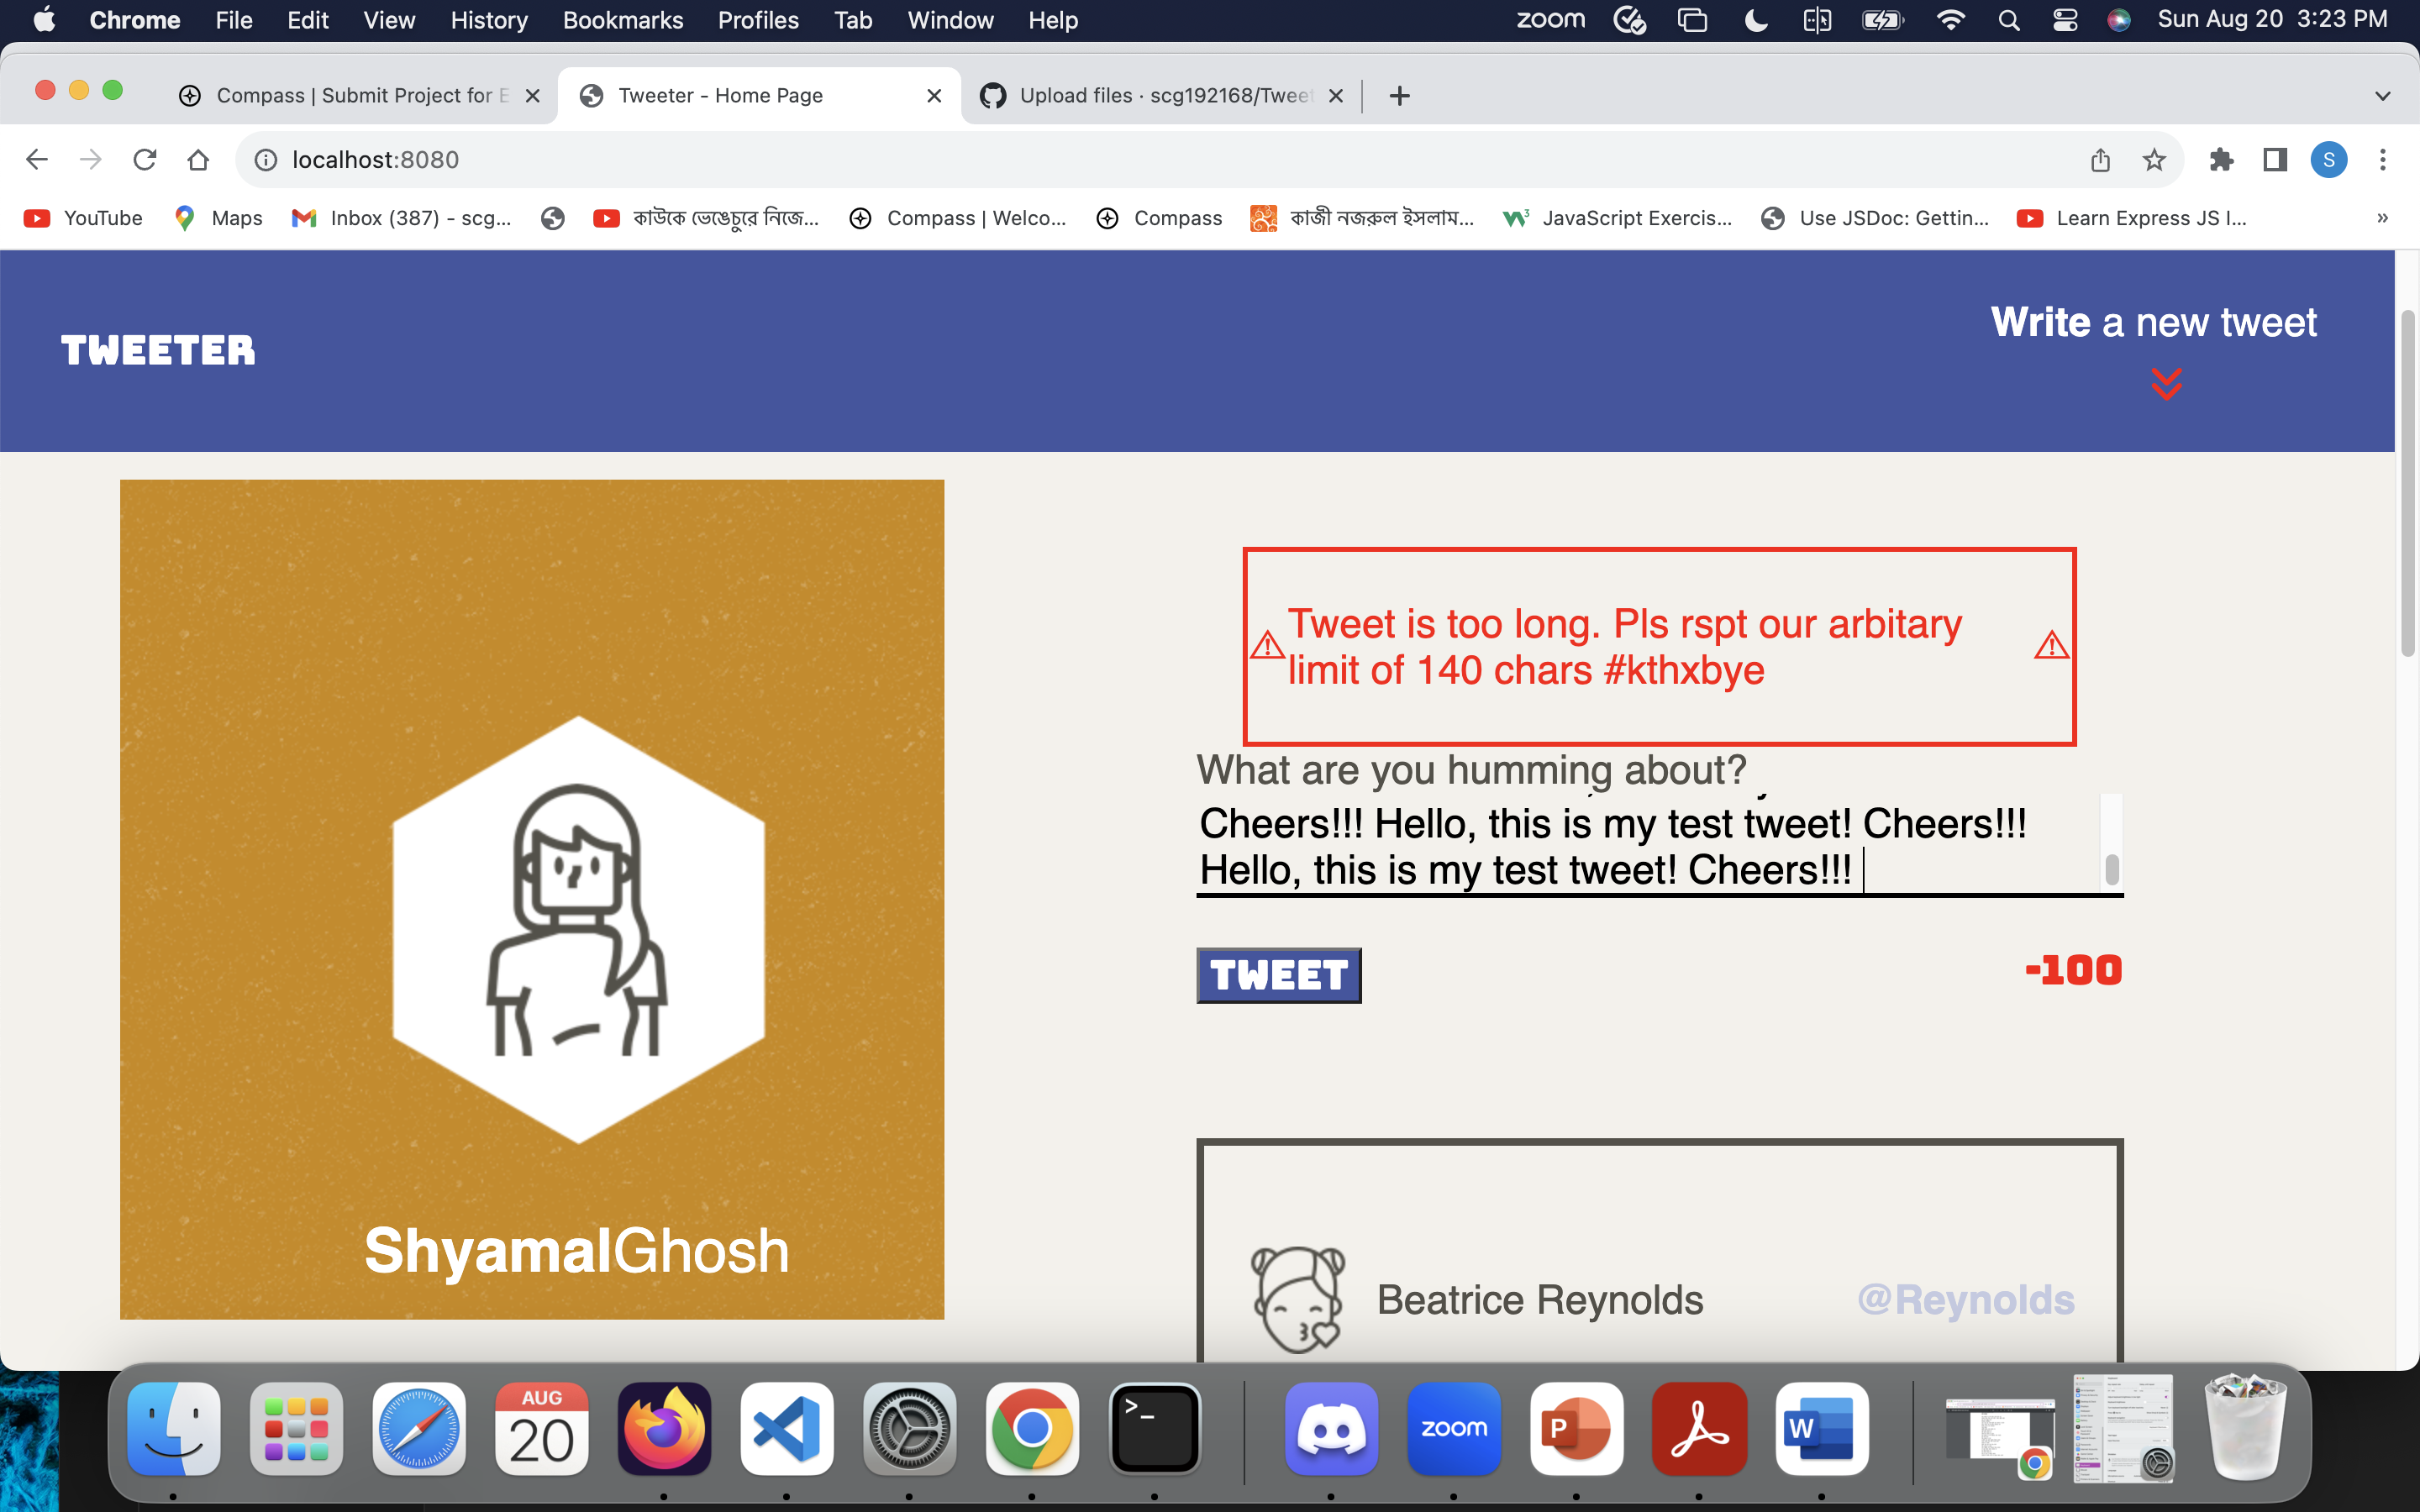 Chrome File Edit View History Bookmarks Profiles Tab Window Help zoom Sun Aug 20 3:23 PM
Compass | Submit Project for E Tweeter - Home Page Upload files · scg192168/Tweet
localhost:8080 S
YouTube Maps Inbox (387) - scg... কাউকে ভেঙেচুরে নিজে... Compass | Welco... Compass কাজী নজরুল ইসলাম... JavaScript Exercis... Use JSDoc: Gettin... Learn Express JS I... »
TWEETER
Write a new tweet
Tweet is too long. Pls rspt our arbitary
limit of 140 chars #kthxbye
What are you humming about?
Cheers!!! Hello, this is my test tweet! Cheers!!!
Hello, this is my test tweet! Cheers!!!
TWEET -100
ShyamalGhosh
Beatrice Reynolds @Reynolds
AUG
20
>_
zoom
P
W